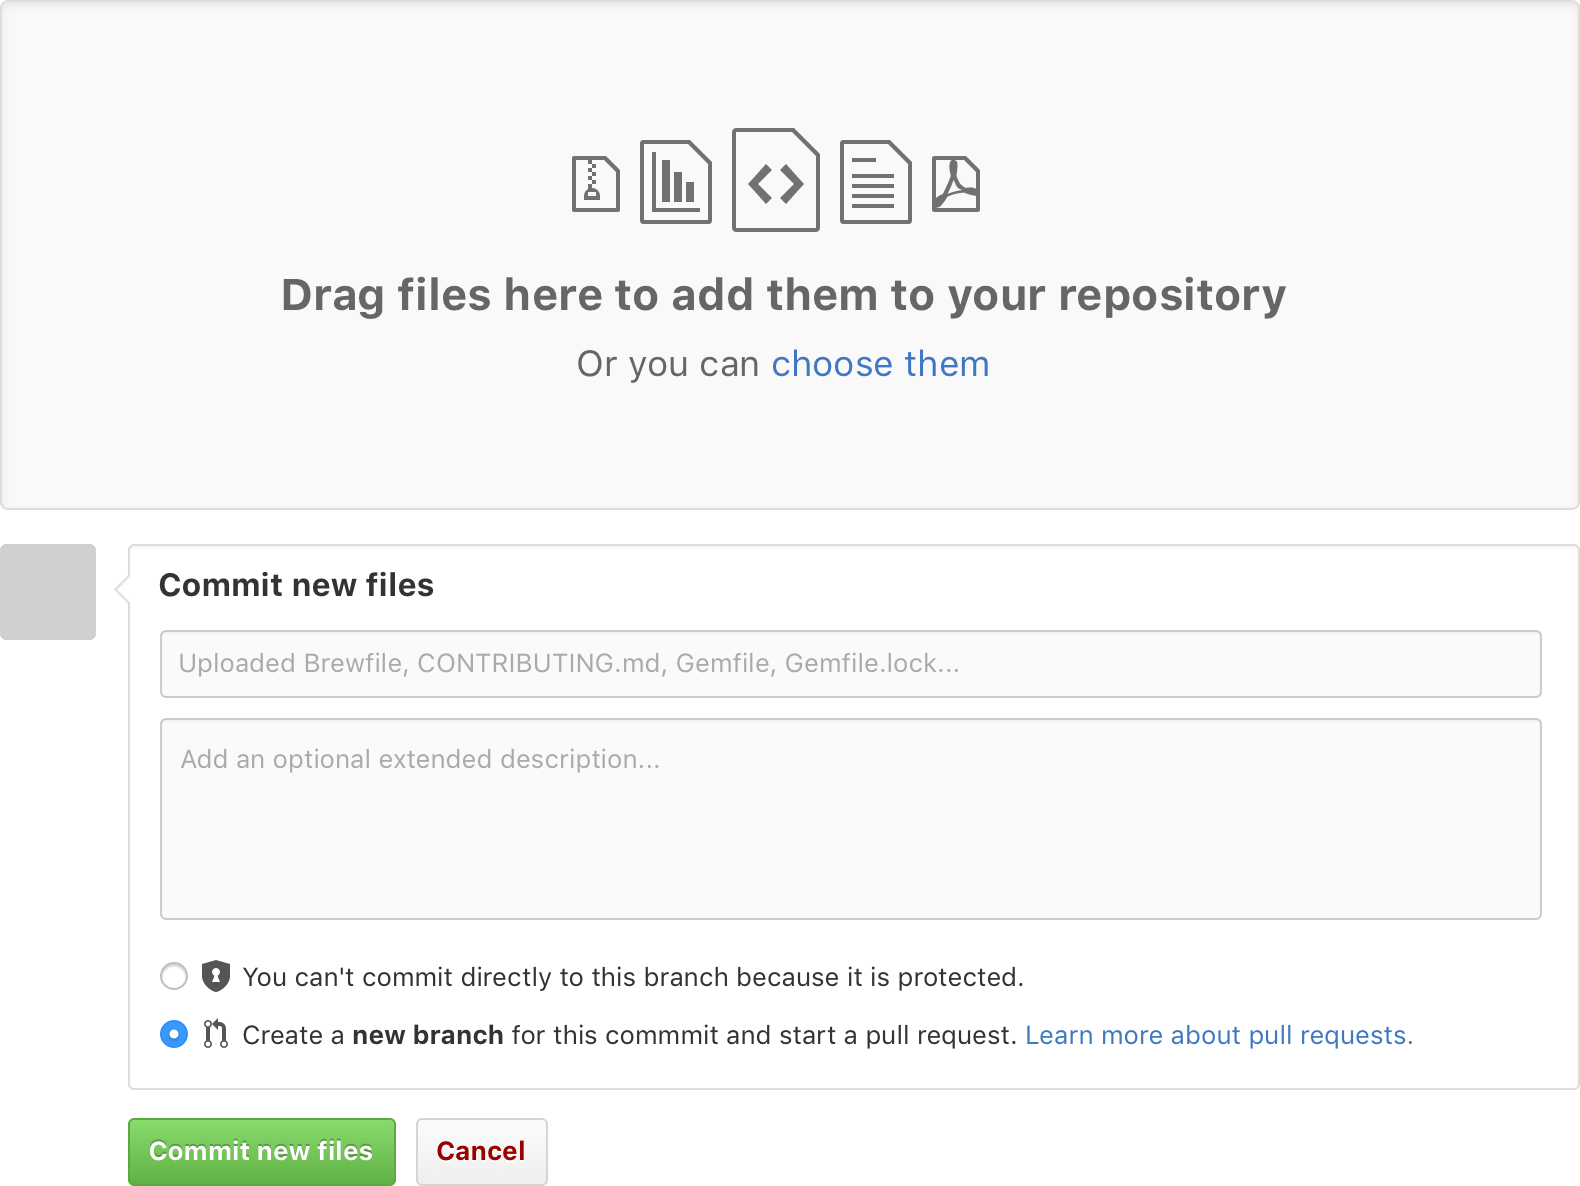 Drag files here to add them to your repository
Or you can choose them
Commit new files
Uploaded Brewfile, CONTRIBUTING.md, Gemfile, Gemfile.lock...
Add an optional extended description...
You can't commit directly to this branch because it is protected.
Create a new branch for this commmit and start a pull request. Learn more about pull requests.
Commit new files
Cancel